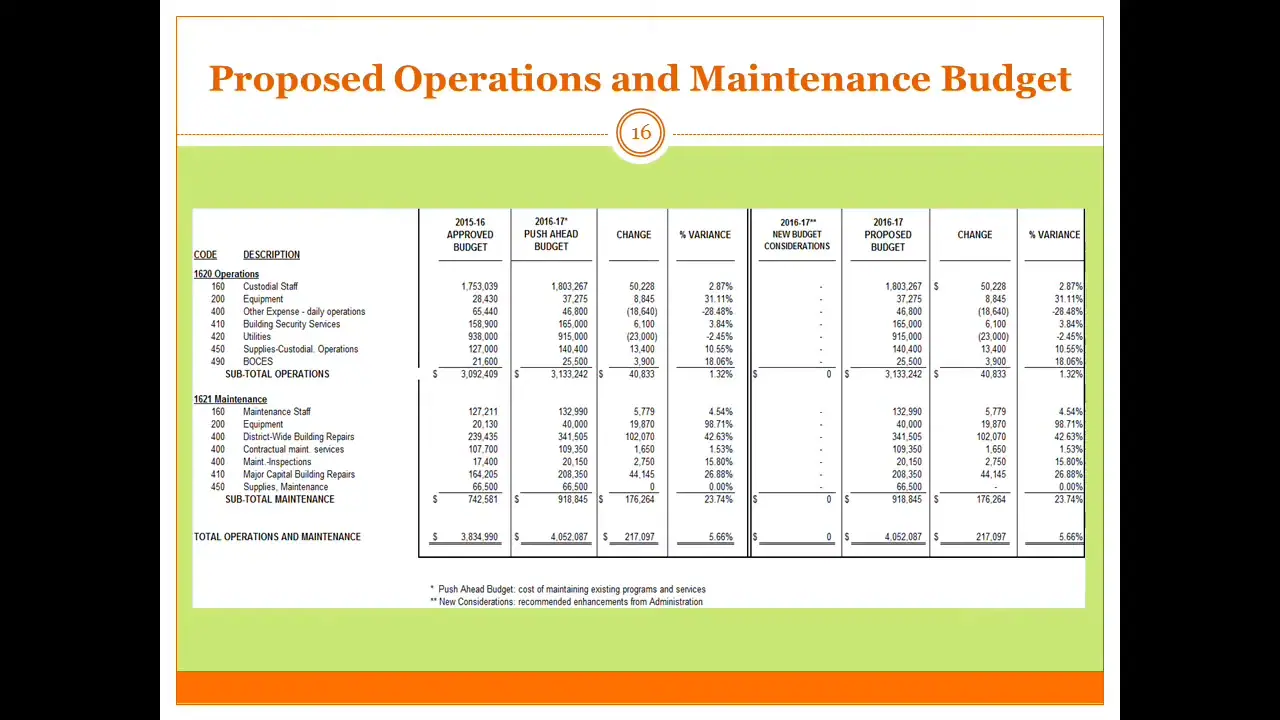 Proposed Operations and Maintenance Budget
16
CODE DESCRIPTION 2015-16 APPROVED BUDGET 2016-17* PUSH AHEAD BUDGET CHANGE % VARIANCE 2016-17** NEW BUDGET CONSIDERATIONS 2016-17 PROPOSED BUDGET CHANGE % VARIANCE
1620 Operations
160 Custodial Staff 1,753,039 1,803,267 50,228 2.87% - 1,803,267 $ 50,228 2.87%
200 Equipment 28,430 37,275 8,845 31.11% - 37,275 8,845 31.11%
400 Other Expense - daily operations 65,440 46,800 (18,640) -28.48% - 46,800 (18,640) -28.48%
410 Building Security Services 158,900 165,000 6,100 3.84% - 165,000 6,100 3.84%
420 Utilities 938,000 915,000 (23,000) -2.45% - 915,000 (23,000) -2.45%
450 Supplies-Custodial. Operations 127,000 140,400 13,400 10.55% - 140,400 13,400 10.55%
490 BOCES 21,600 25,500 3,900 18.06% - 25,500 3,900 18.06%
SUB-TOTAL OPERATIONS $ 3,092,409 $ 3,133,242 $ 40,833 1.32% $ 0 $ 3,133,242 $ 40,833 1.32%
1621 Maintenance
160 Maintenance Staff 127,211 132,990 5,779 4.54% - 132,990 5,779 4.54%
200 Equipment 20,130 40,000 19,870 98.71% - 40,000 19,870 98.71%
400 District-Wide Building Repairs 239,435 341,505 102,070 42.63% - 341,505 102,070 42.63%
400 Contractual maint. services 107,700 109,350 1,650 1.53% - 109,350 1,650 1.53%
400 Maint.-Inspections 17,400 20,150 2,750 15.80% - 20,150 2,750 15.80%
410 Major Capital Building Repairs 164,205 208,350 44,145 26.88% - 208,350 44,145 26.88%
450 Supplies, Maintenance 66,500 66,500 0 0.00% - 66,500 - 0.00%
SUB-TOTAL MAINTENANCE $ 742,581 $ 918,845 $ 176,264 23.74% $ 0 $ 918,845 $ 176,264 23.74%
TOTAL OPERATIONS AND MAINTENANCE $ 3,834,990 $ 4,052,087 $ 217,097 5.66% $ 0 $ 4,052,087 $ 217,097 5.66%
* Push Ahead Budget: cost of maintaining existing programs and services
** New Considerations: recommended enhancements from Administration